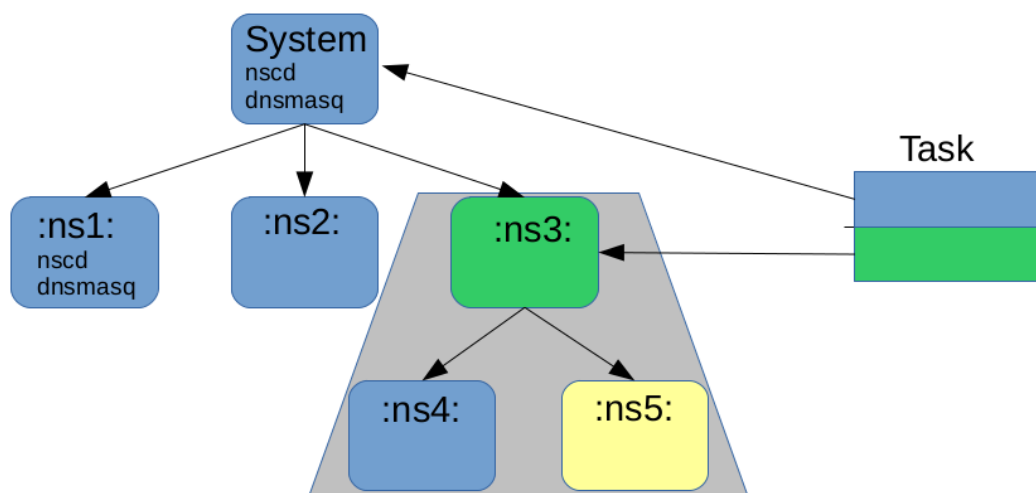 System
nscd
dnsmasq
Task
:ns1:
nscd
dnsmasq
:ns2:
:ns3:
:ns4:
:ns5: